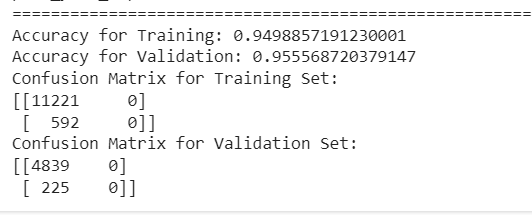 ============================================================
Accuracy for Training: 0.9498857191230001
Accuracy for Validation: 0.955568720379147
Confusion Matrix for Training Set:
[[11221     0]
 [  592     0]]
Confusion Matrix for Validation Set:
[[4839    0]
 [ 225    0]]